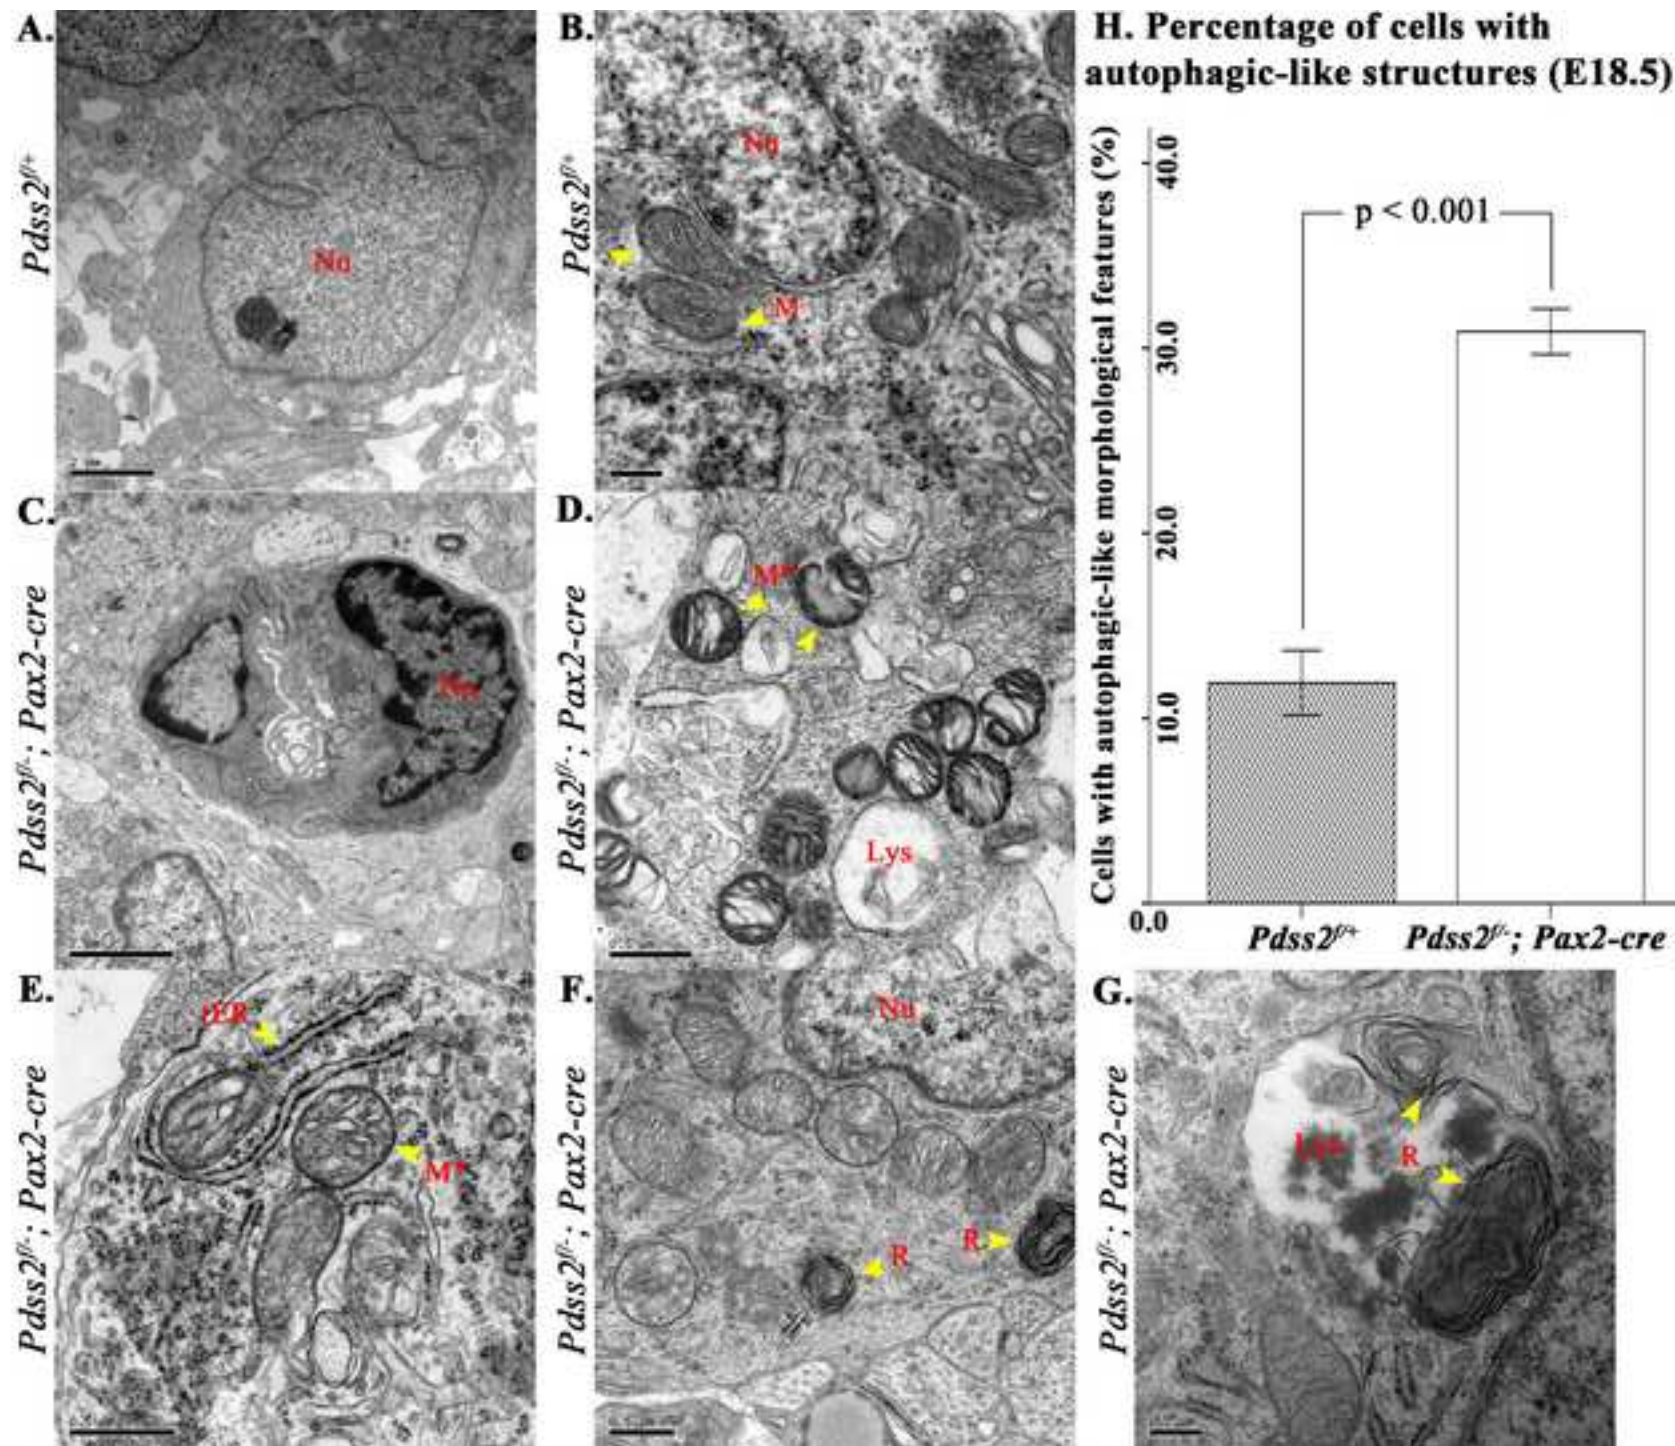 A.
Pdss2f/+
Nu
B.
Pdss2f/+
Nu
M
H. Percentage of cells with
autophagic-like structures (E18.5)
Cells with autophagic-like morphological features (%)
40.0
30.0
20.0
10.0
0.0
p < 0.001
Pdss2f/+
Pdss2f/-; Pax2-cre
C.
Pdss2f/-; Pax2-cre
Nu
D.
Pdss2f/-; Pax2-cre
M*
Lys
E.
Pdss2f/-; Pax2-cre
M*
F.
Pdss2f/-; Pax2-cre
Nu
R
R
G.
Pdss2f/-; Pax2-cre
Lys
R